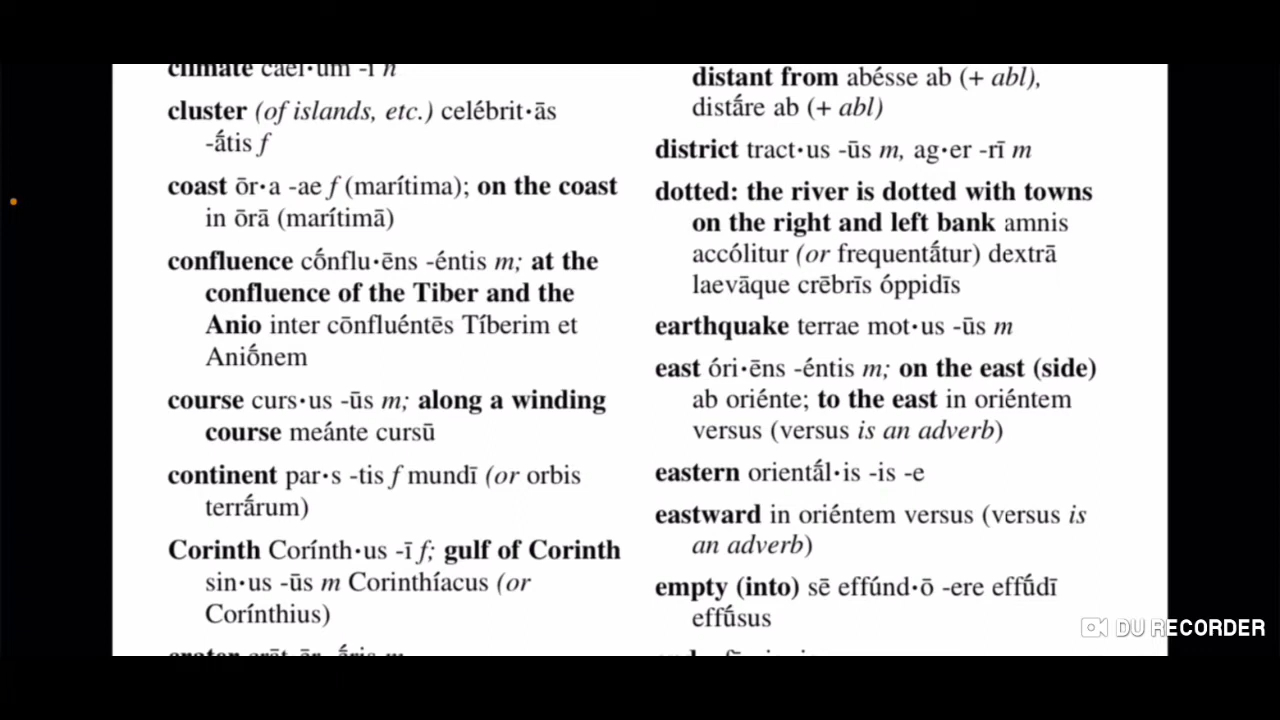 climate cael·um -ī n
cluster (of islands, etc.) celébrit·ās
-ā́tis f
coast ōr·a -ae f (marítima); on the coast
in ōrā (marítimā)
confluence cṓnflu·ēns -éntis m; at the
confluence of the Tiber and the
Anio inter cōnfluéntēs Tíberim et
Aniṓnem
course curs·us -ūs m; along a winding
course meánte cursū
continent par·s -tis f mundī (or orbis
terrā́rum)
Corinth Corínth·us -ī f; gulf of Corinth
sin·us -ūs m Corinthíacus (or
Corínthius)
crater crāt·ēr -ḗris m
distant from abésse ab (+ abl),
distā́re ab (+ abl)
district tract·us -ūs m, ag·er -rī m
dotted: the river is dotted with towns
on the right and left bank amnis
accólitur (or frequentā́tur) dextrā
laevāque crēbrīs óppidīs
earthquake terrae mot·us -ūs m
east óri·ēns -éntis m; on the east (side)
ab oriénte; to the east in oriéntem
versus (versus is an adverb)
eastern orientā́l·is -is -e
eastward in oriéntem versus (versus is
an adverb)
empty (into) sē effúnd·ō -ere effū́dī
effū́sus
DU RECORDER